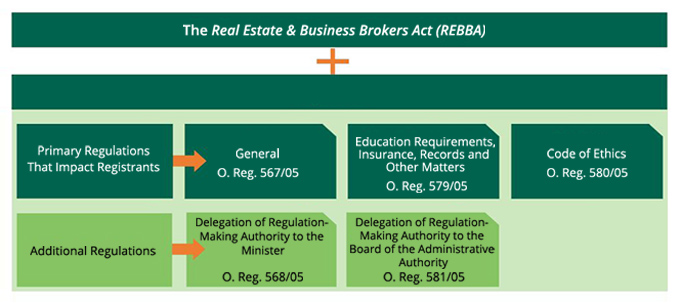 The Real Estate & Business Brokers Act (REBBA)
Primary Regulations
That Impact Registrants
General
O. Reg. 567/05
Education Requirements,
Insurance, Records and
Other Matters
O. Reg. 579/05
Code of Ethics
O. Reg. 580/05
Additional Regulations
Delegation of Regulation-
Making Authority to the
Minister
O. Reg. 568/05
Delegation of Regulation-
Making Authority to the
Board of the Administrative
Authority
O. Reg. 581/05